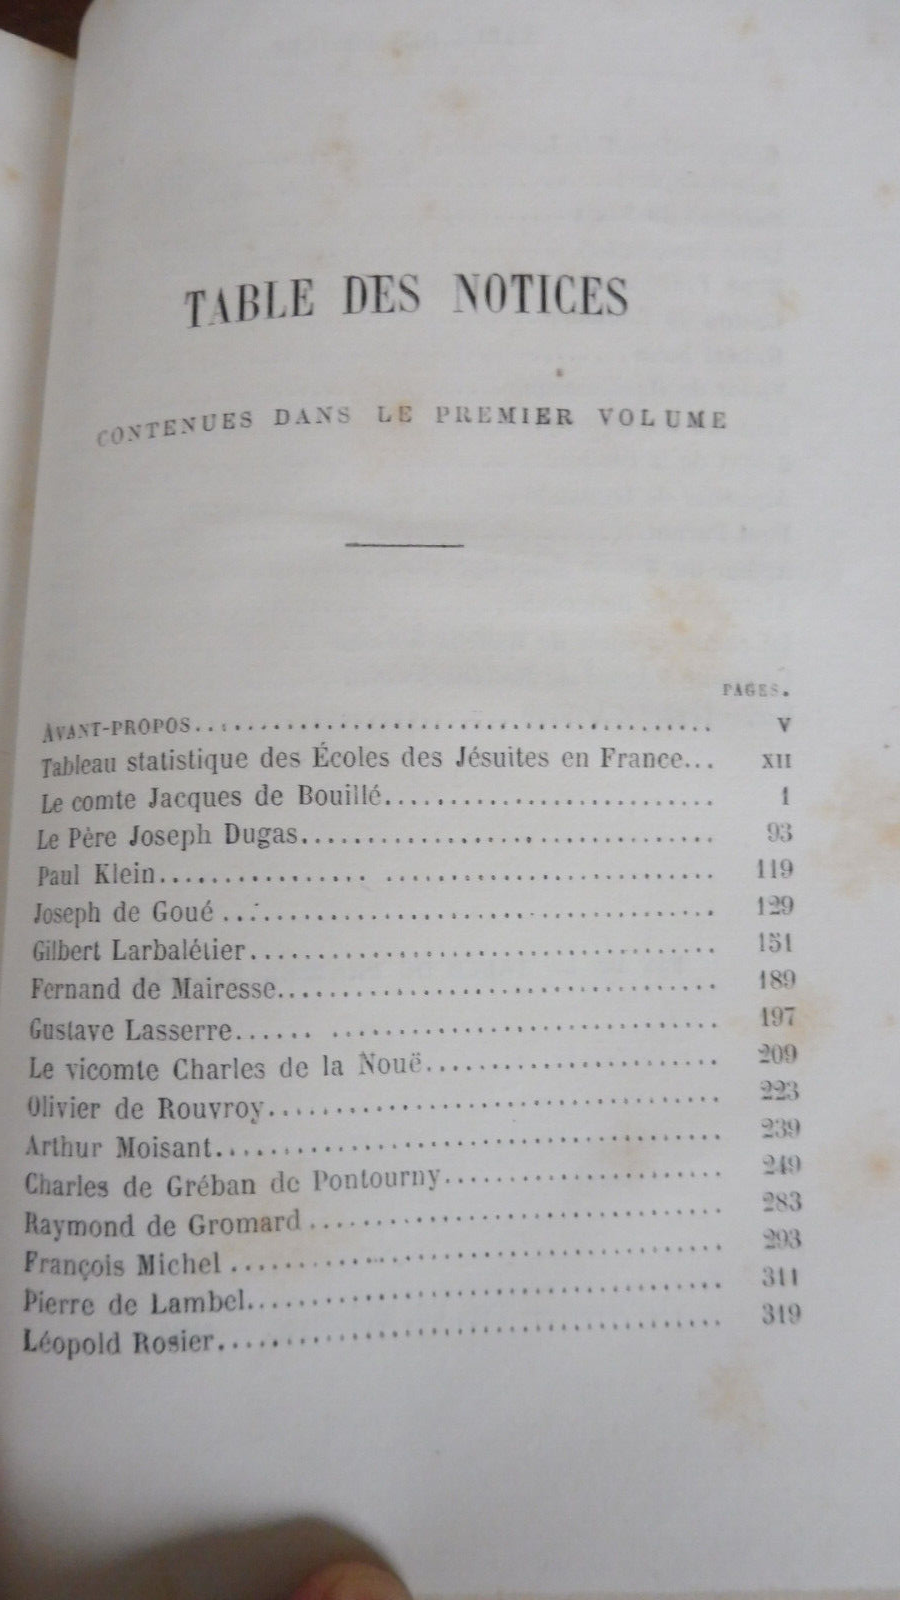 TABLE DES NOTICES
CONTENUES DANS LE PREMIER VOLUME
PAGES.
AVANT-PROPOS........................................ V
Tableau statistique des Écoles des Jésuites en France... XII
Le comte Jacques de Bouillé.......................... 1
Le Père Joseph Dugas................................ 93
Paul Klein................ .......................... 119
Joseph de Goué ...................................... 129
Gilbert Larbalétier.................................... 151
Fernand de Mairesse.................................. 189
Gustave Lasserre...... .............................. 197
Le vicomte Charles de la Nouë....................... 209
Olivier de Rouvroy................................... 223
Arthur Moisant....................................... 239
Charles de Gréban de Pontourny...................... 249
Raymond de Gromard ................................ 283
François Michel ...................................... 293
Pierre de Lambel..................................... 311
Léopold Rosier....................................... 319